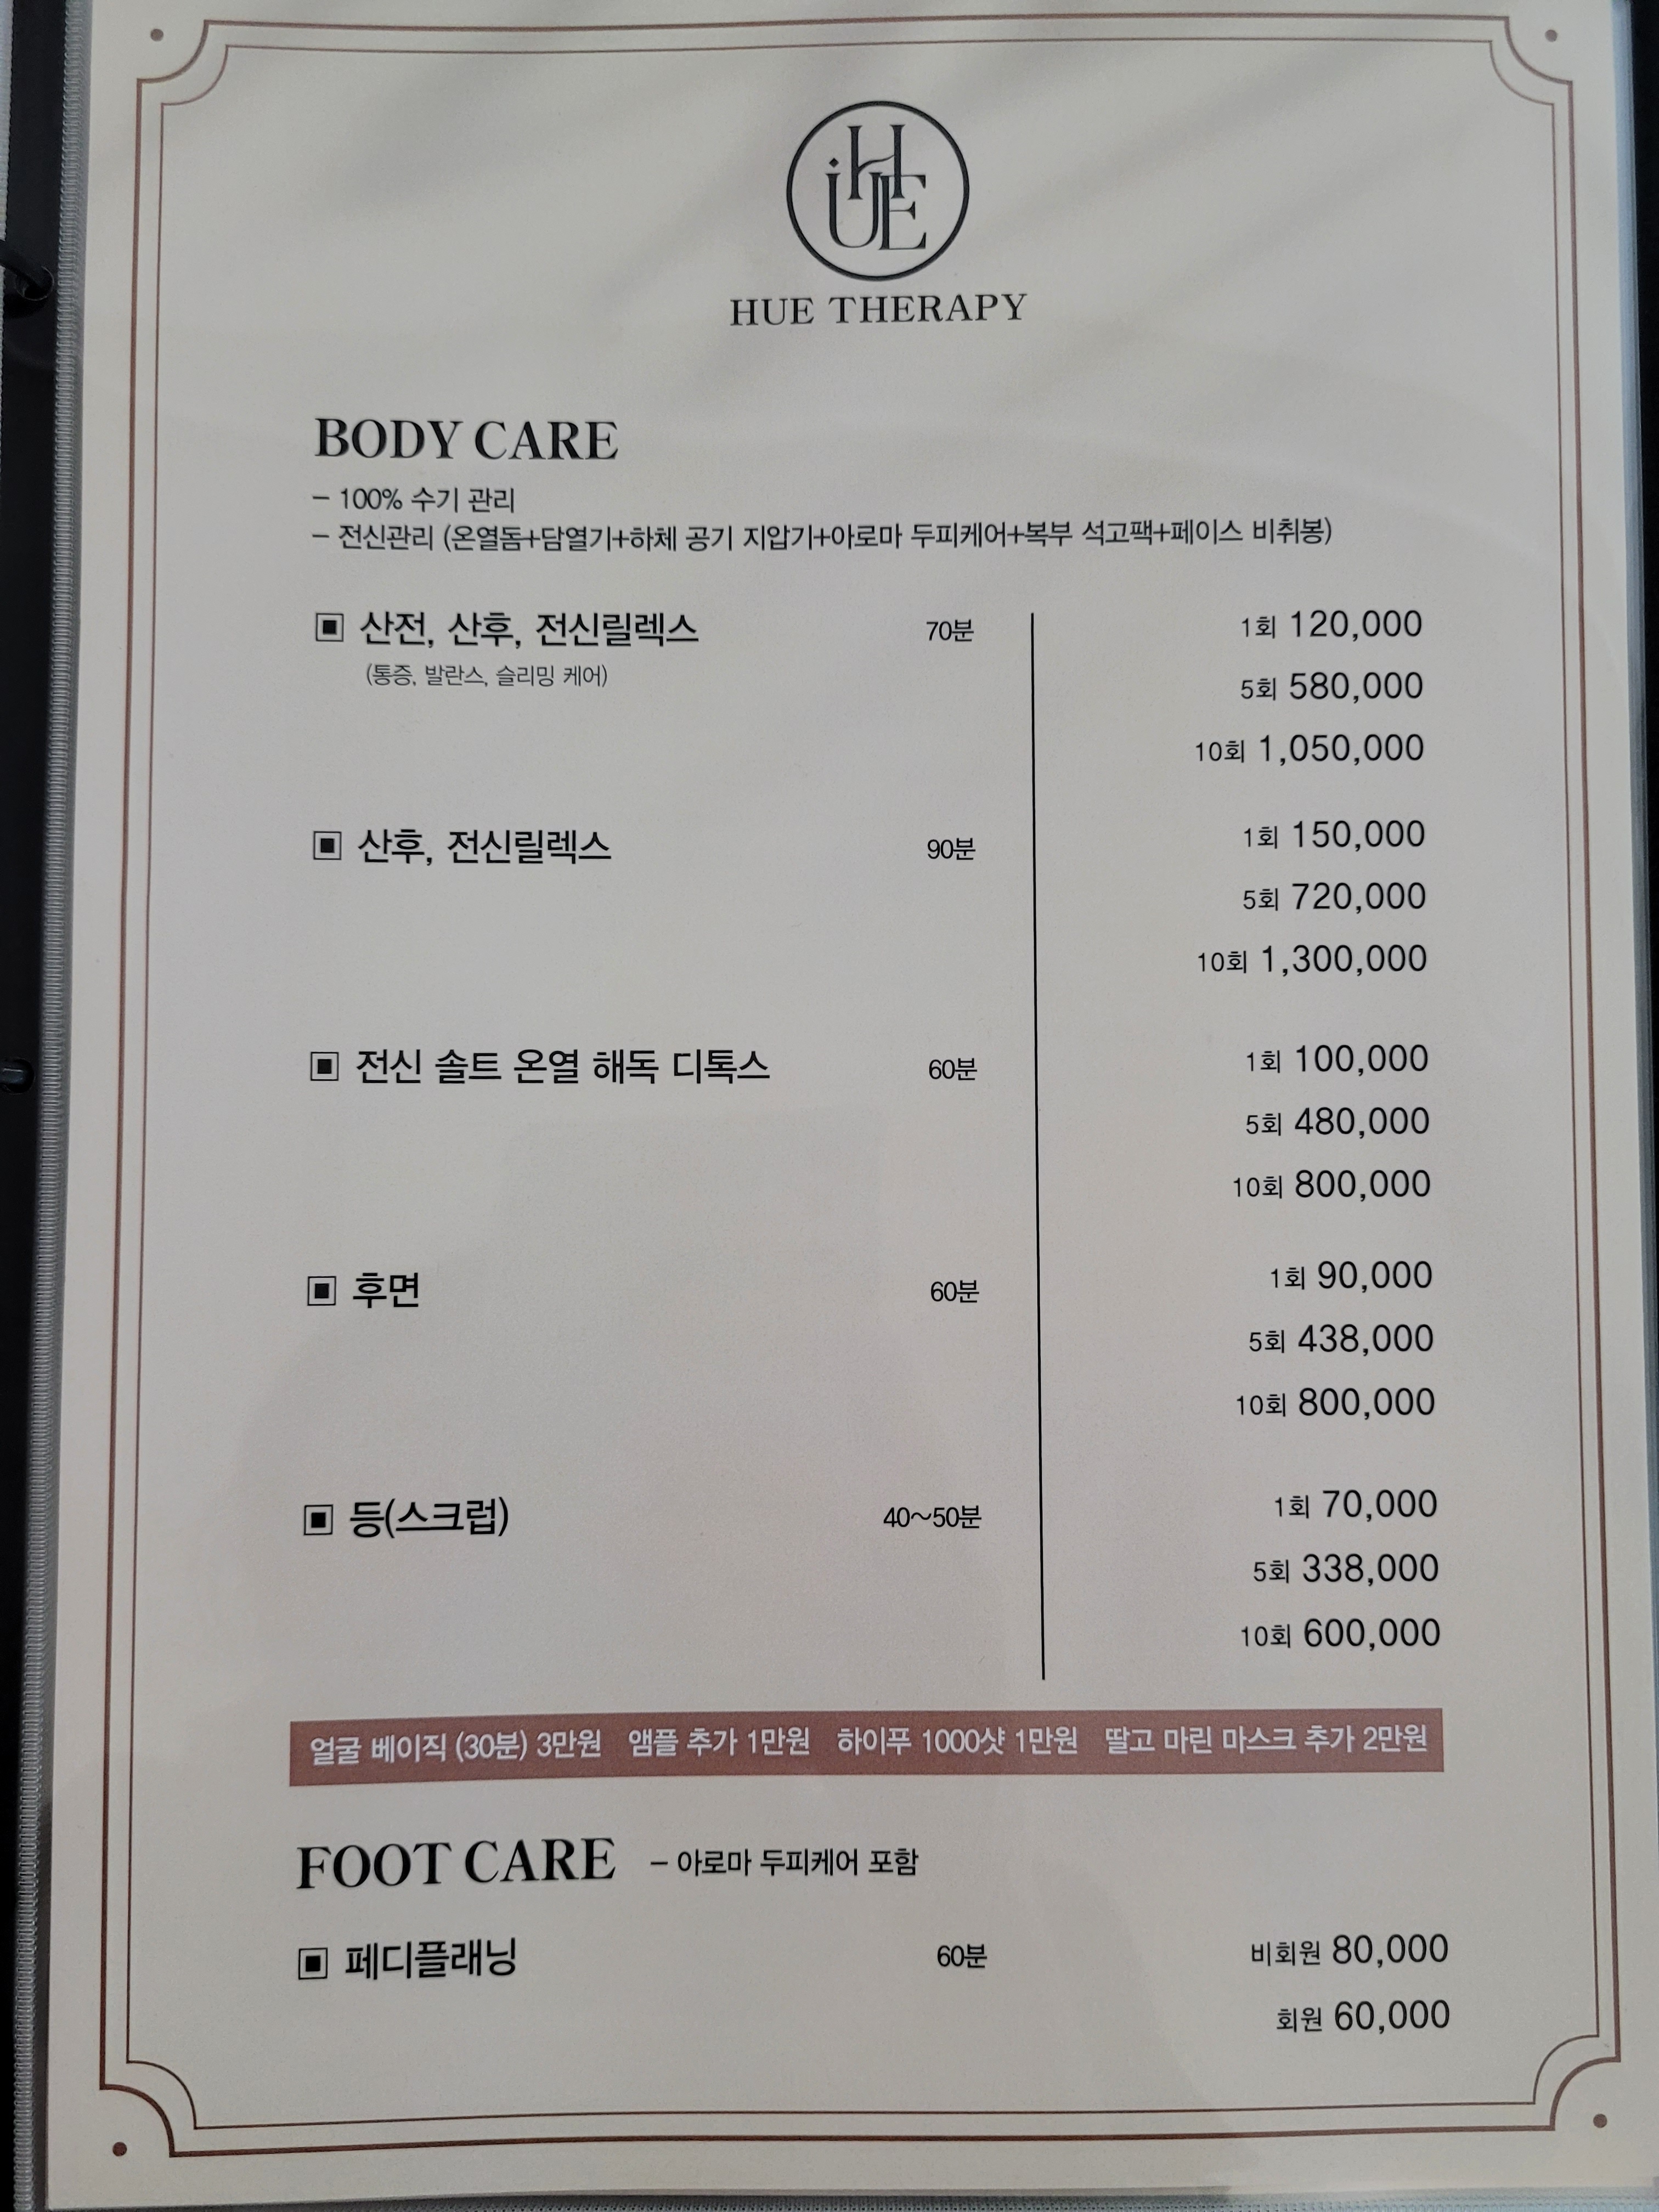 HUE
HUE THERAPY
BODY CARE
– 100% 수기 관리
– 전신관리 (온열돔+담열기+하체 공기 지압기+아로마 두피케어+복부 석고팩+페이스 비취봉)
▣ 산전, 산후, 전신릴렉스 70분 1회 120,000
(통증, 발란스, 슬리밍 케어)
5회 580,000
10회 1,050,000
▣ 산후, 전신릴렉스 90분 1회 150,000
5회 720,000
10회 1,300,000
▣ 전신 솔트 온열 해독 디톡스 60분 1회 100,000
5회 480,000
10회 800,000
▣ 후면 60분 1회 90,000
5회 438,000
10회 800,000
▣ 등(스크럽) 40~50분 1회 70,000
5회 338,000
10회 600,000
얼굴 베이직 (30분) 3만원 앰플 추가 1만원 하이푸 1000샷 1만원 딸고 마린 마스크 추가 2만원
FOOT CARE – 아로마 두피케어 포함
▣ 페디플래닝 60분 비회원 80,000
회원 60,000